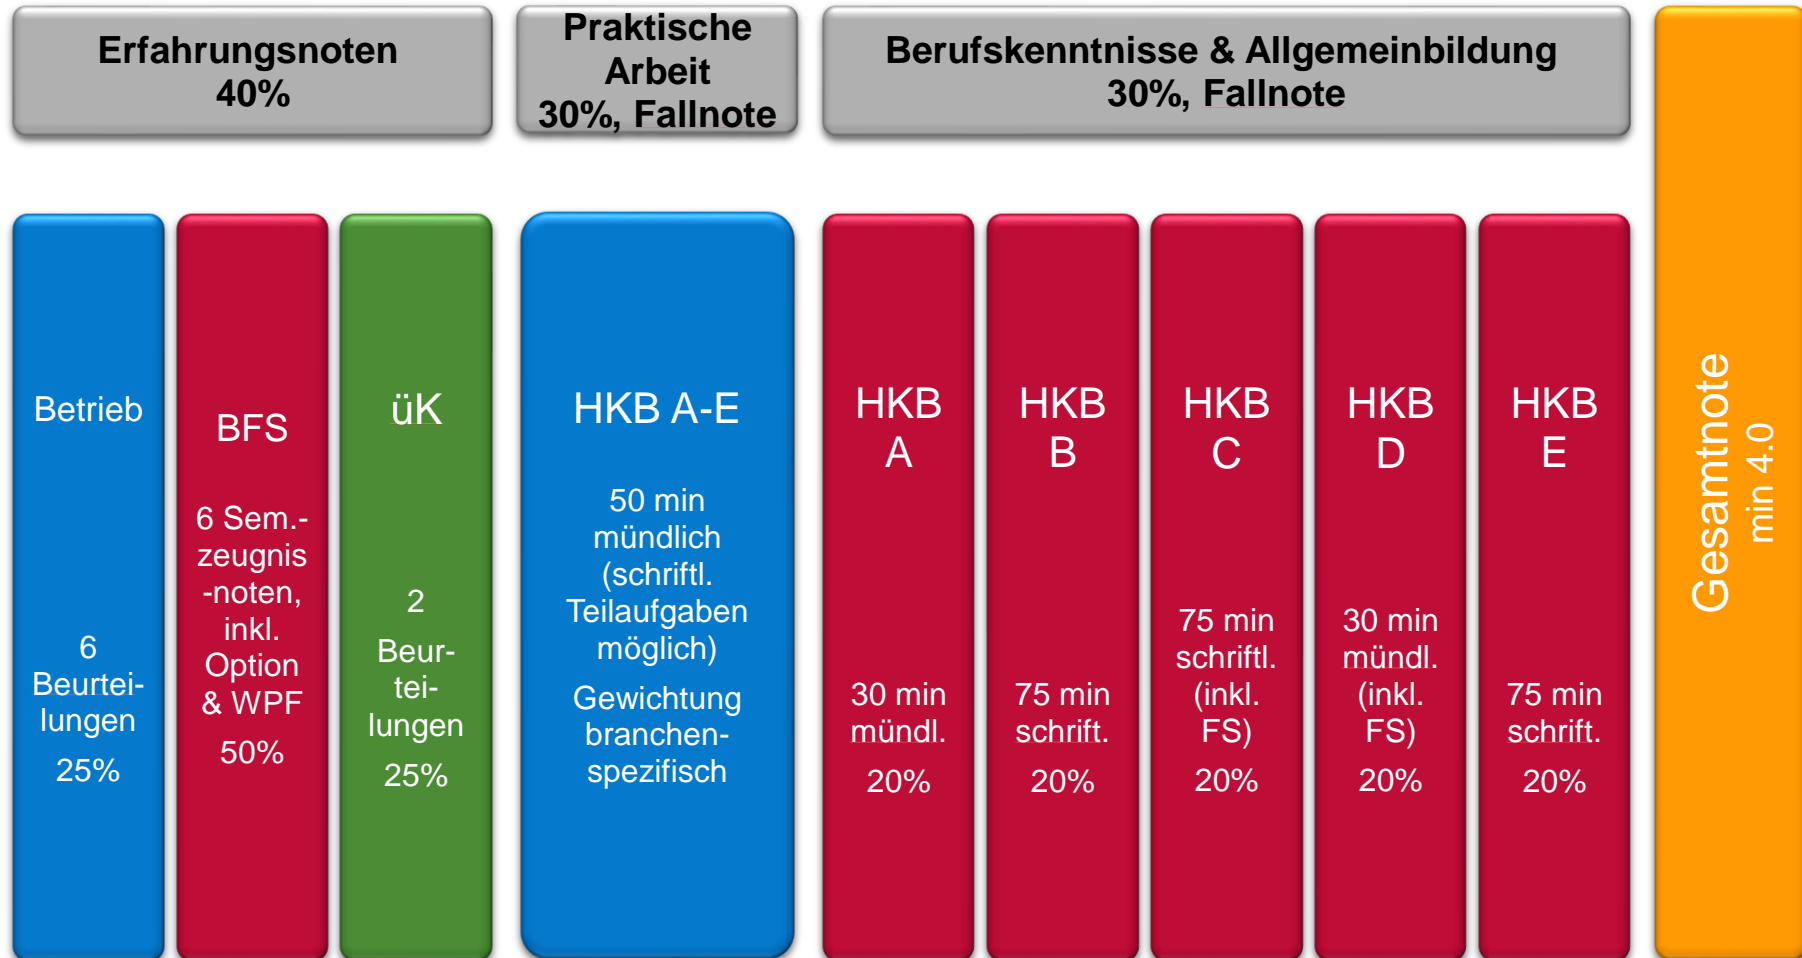 Erfahrungsnoten
40%
Praktische
Arbeit
30%, Fallnote
Berufskenntnisse & Allgemeinbildung
30%, Fallnote
Betrieb
6
Beurtei-
lungen
25%
BFS
6 Sem.-
zeugnis
-noten,
inkl.
Option
& WPF
50%
üK
2
Beur-
tei-
lungen
25%
HKB A-E
50 min
mündlich
(schriftl.
Teilaufgaben
möglich)
Gewichtung
branchen-
spezifisch
HKB
A
30 min
mündl.
20%
HKB
B
75 min
schrift.
20%
HKB
C
75 min
schriftl.
(inkl.
FS)
20%
HKB
D
30 min
mündl.
(inkl.
FS)
20%
HKB
E
75 min
schrift.
20%
Gesamtnote
min 4.0